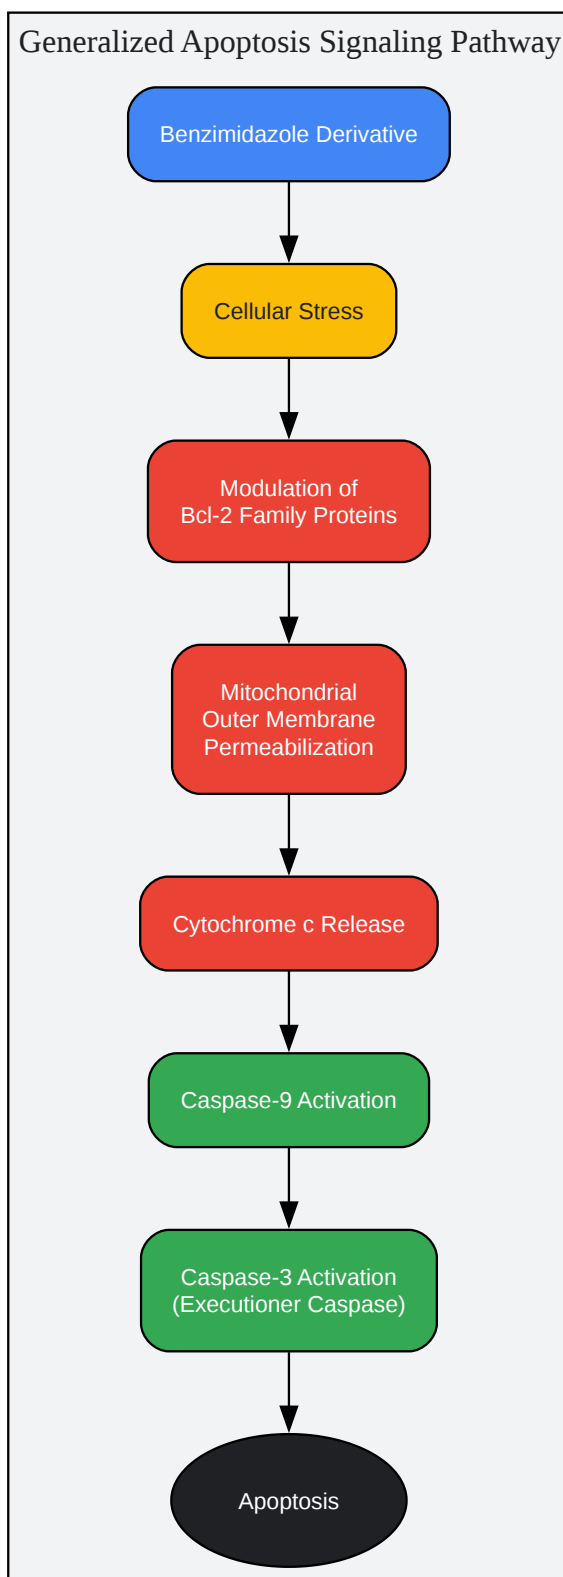 Generalized Apoptosis Signaling Pathway
Benzimidazole Derivative
Cellular Stress
Modulation of
Bcl-2 Family Proteins
Mitochondrial
Outer Membrane
Permeabilization
Cytochrome c Release
Caspase-9 Activation
Caspase-3 Activation
(Executioner Caspase)
Apoptosis